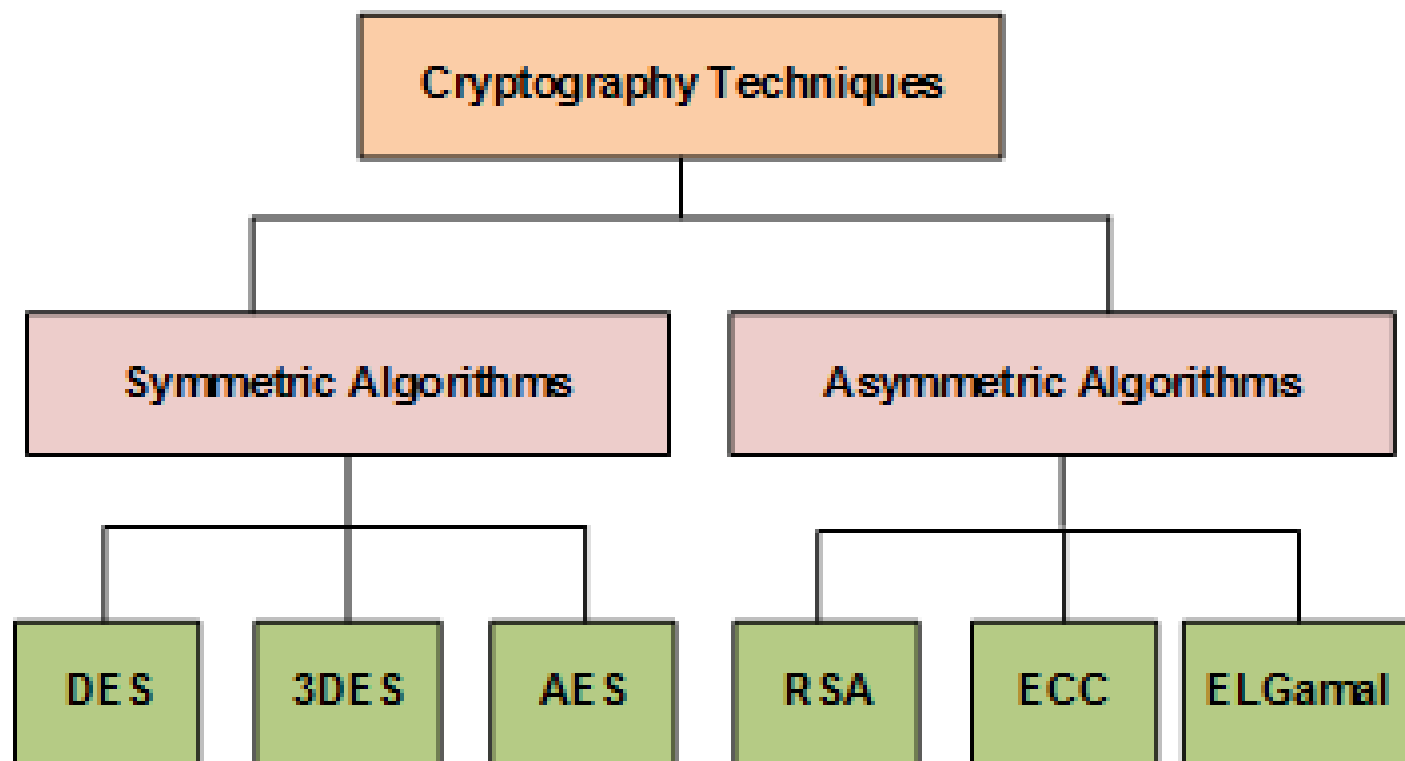 Cryptography Techniques
Symmetric Algorithms
Asymmetric Algorithms
DES
3DES
AES
RSA
ECC
ELGamal